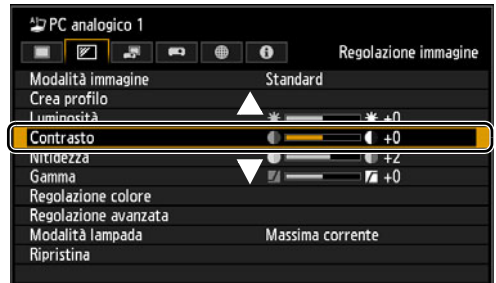 PC analogico 1
Regolazione immagine
Modalità immagine Standard
Crea profilo
Luminosità +0
Contrasto +0
Nitidezza +2
Gamma +0
Regolazione colore
Regolazione avanzata
Modalità lampada Massima corrente
Ripristina